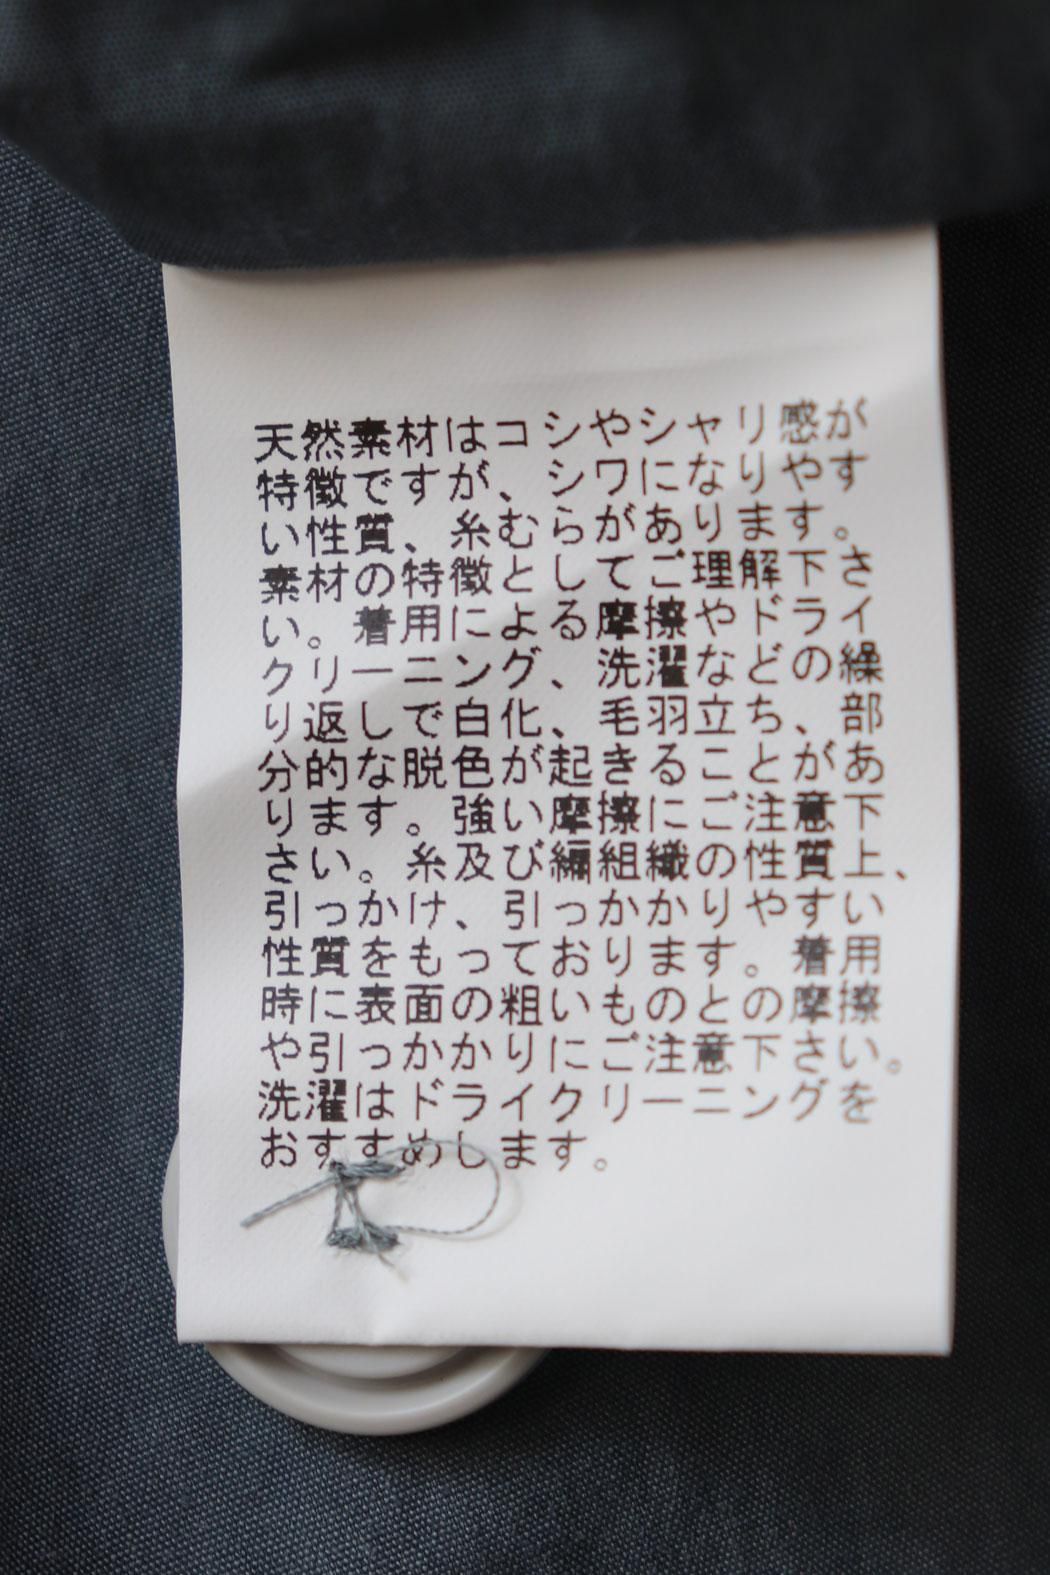 天然素材はコシやシャリ感が
特徴ですが、シワになりやす
い性質、糸むらがあります。
素材の特徴としてご理解下さ
い。着用による摩擦やドライ
クリーニング、洗濯などの繰
り返しで白化、毛羽立ち、部
分的な脱色が起きることがあ
ります。強い摩擦にご注意下
さい。糸及び編組織の性質上、
引っかけ、引っかかりやすい
性質をもっております。着用
時に表面の粗いものとの摩擦
や引っかかりにご注意下さい。
洗濯はドライクリーニングを
おすすめします。